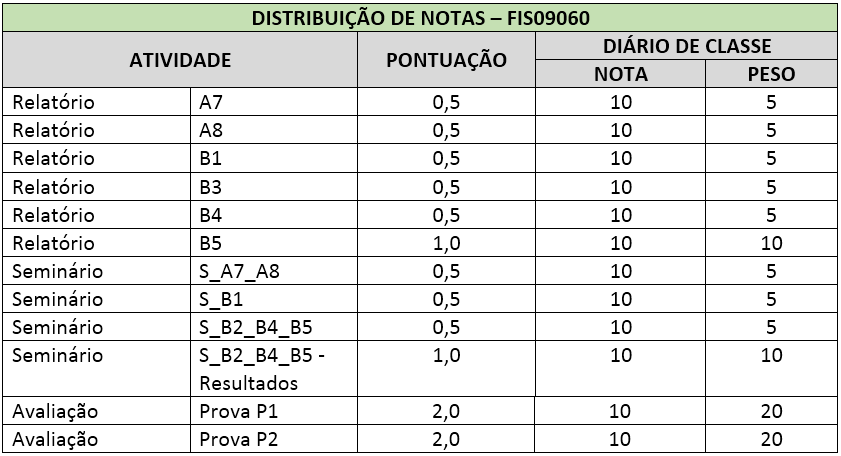 DISTRIBUIÇÃO DE NOTAS – FIS09060
ATIVIDADE PONTUAÇÃO DIÁRIO DE CLASSE
NOTA PESO
Relatório A7 0,5 10 5
Relatório A8 0,5 10 5
Relatório B1 0,5 10 5
Relatório B3 0,5 10 5
Relatório B4 0,5 10 5
Relatório B5 1,0 10 10
Seminário S_A7_A8 0,5 10 5
Seminário S_B1 0,5 10 5
Seminário S_B2_B4_B5 0,5 10 5
Seminário S_B2_B4_B5 - 1,0 10 10
Resultados
Avaliação Prova P1 2,0 10 20
Avaliação Prova P2 2,0 10 20